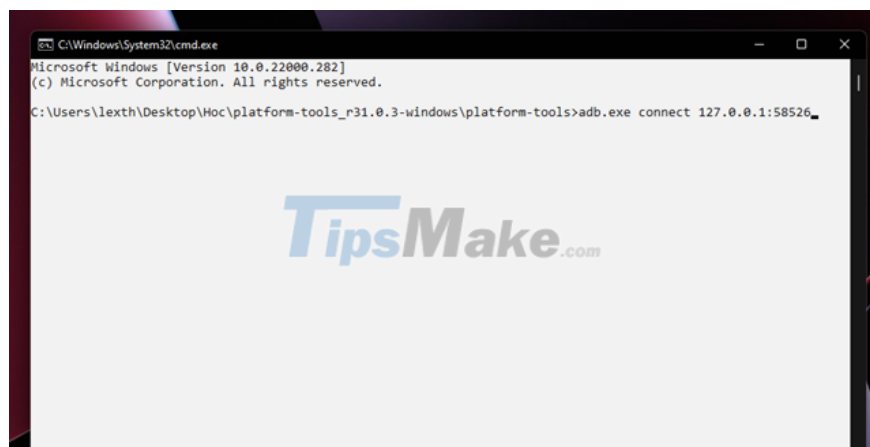 C:\Windows\System32\cmd.exe
Microsoft Windows [Version 10.0.22000.282]
(c) Microsoft Corporation. All rights reserved.
C:\Users\lexth\Desktop\Hoc\platform-tools_r31.0.3-windows\platform-tools>adb.exe connect 127.0.0.1:58526
TipsMake.com